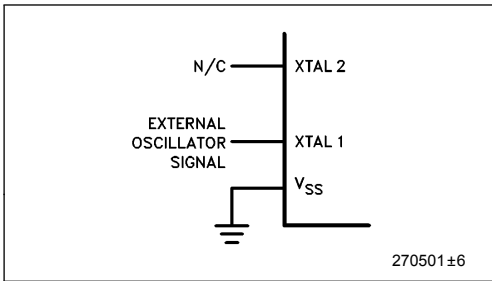 N/C XTAL 2
EXTERNAL
OSCILLATOR XTAL 1
SIGNAL
VSS
270501±6